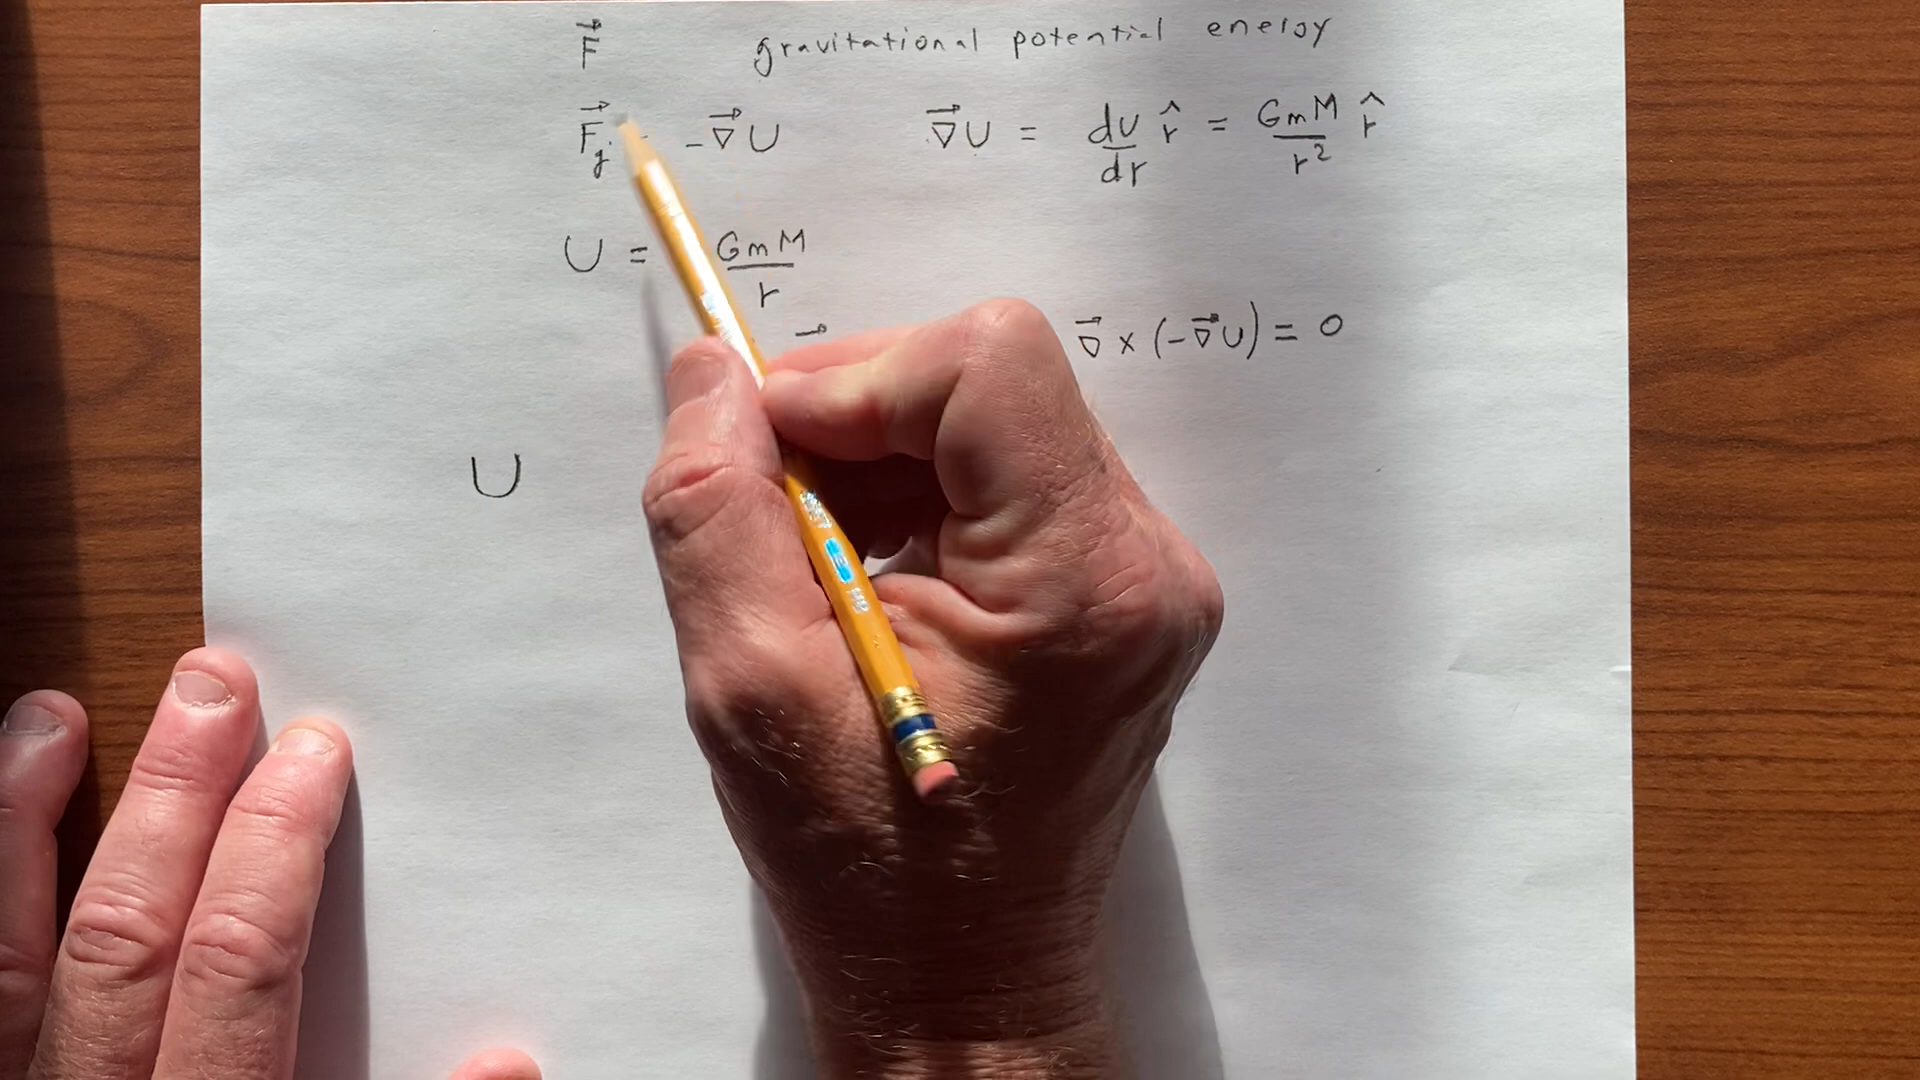 F⃗ gravitational potential energy
F⃗g = -∇⃗U ∇⃗U = dU/dr r̂ = GmM/r² r̂
U = GmM/r
∇⃗ × (-∇⃗U) = 0
U